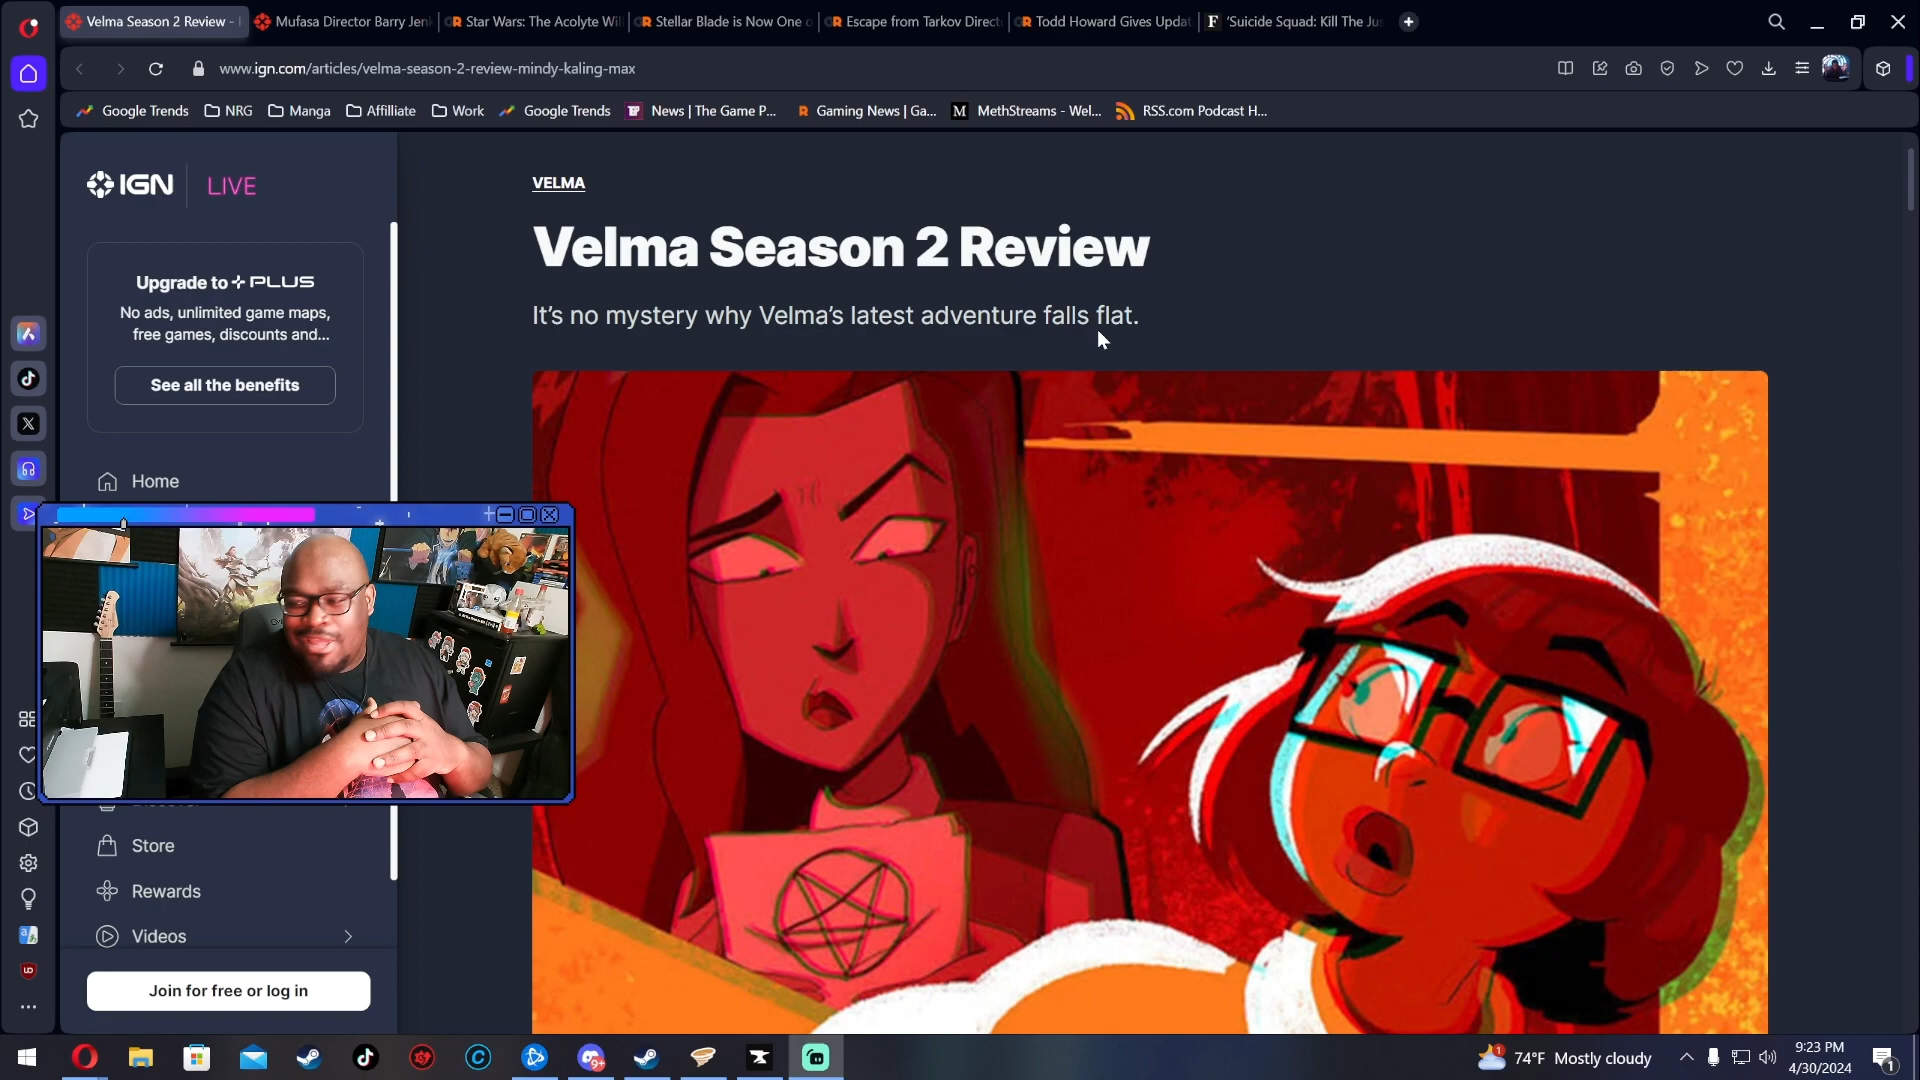 Velma Season 2 Review -
Mufasa Director Barry Jen
Star Wars: The Acolyte Wi
Stellar Blade is Now One o
Escape from Tarkov Direct
Todd Howard Gives Updat
'Suicide Squad: Kill The Jus
www.ign.com/articles/velma-season-2-review-mindy-kaling-max
Google Trends
NRG
Manga
Affilliate
Work
Google Trends
News | The Game P...
Gaming News | Ga...
MethStreams - Wel...
RSS.com Podcast H...
IGN
LIVE
Upgrade to PLUS
No ads, unlimited game maps,
free games, discounts and...
See all the benefits
Home
Store
Rewards
Videos
Join for free or log in
VELMA
Velma Season 2 Review
It's no mystery why Velma's latest adventure falls flat.
74°F Mostly cloudy
9:23 PM
4/30/2024